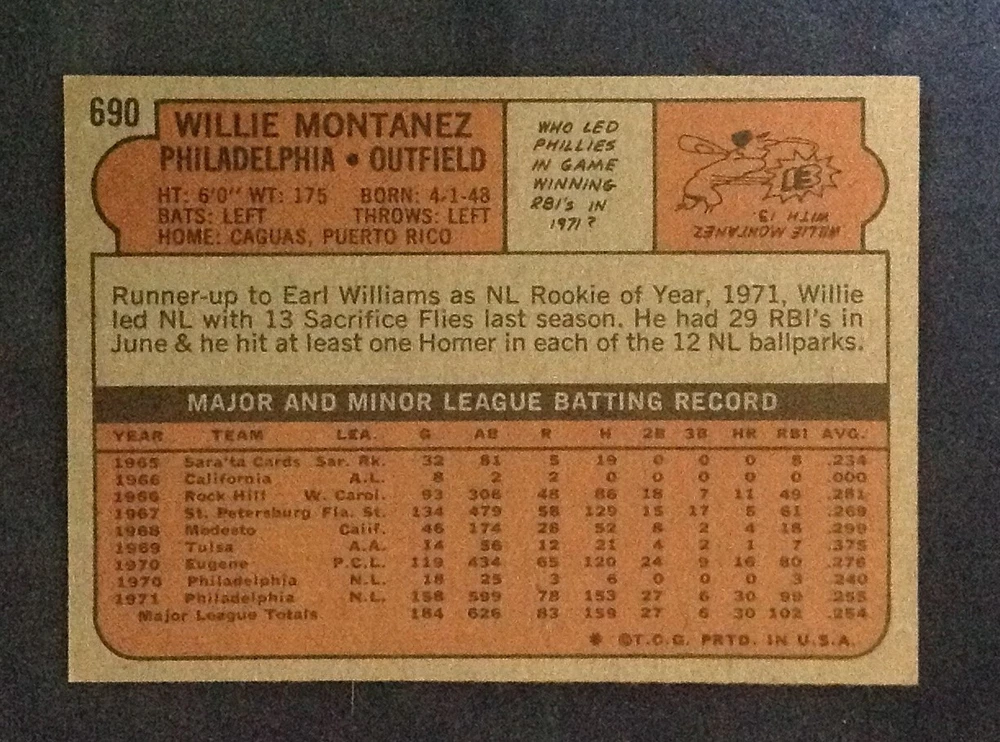 690
WILLIE MONTANEZ
PHILADELPHIA • OUTFIELD
HT: 6'0" WT: 175 BORN: 4-1-48
BATS: LEFT THROWS: LEFT
HOME: CAGUAS, PUERTO RICO
WHO LED
PHILLIES
IN GAME
WINNING
RBI'S IN
1971?
WILLIE MONTANEZ
WITH 13.
13
Runner-up to Earl Williams as NL Rookie of Year, 1971, Willie
led NL with 13 Sacrifice Flies last season. He had 29 RBI's in
June & he hit at least one Homer in each of the 12 NL ballparks.
MAJOR AND MINOR LEAGUE BATTING RECORD
YEAR TEAM LEA. G AB R H 2B 3B HR RBI AVG.
1965 Sara'ta Cards Sar. Rk. 32 81 5 19 0 0 0 8 .234
1966 California A.L. 8 2 2 0 0 0 0 0 .000
1966 Rock Hill W. Carol. 93 306 48 86 18 7 11 49 .281
1967 St. Petersburg Fla. St. 134 479 58 129 15 17 5 61 .269
1968 Modesto Calif. 46 174 28 52 8 2 4 18 .299
1969 Tulsa A.A. 14 56 12 21 4 2 1 7 .375
1970 Eugene P.C.L. 119 434 65 120 24 9 16 80 .276
1970 Philadelphia N.L. 18 25 3 6 0 0 0 3 .240
1971 Philadelphia N.L. 158 599 78 153 27 6 30 99 .255
Major League Totals 184 626 83 159 27 6 30 102 .254
* ©T.C.G. PRTD. IN U.S.A.